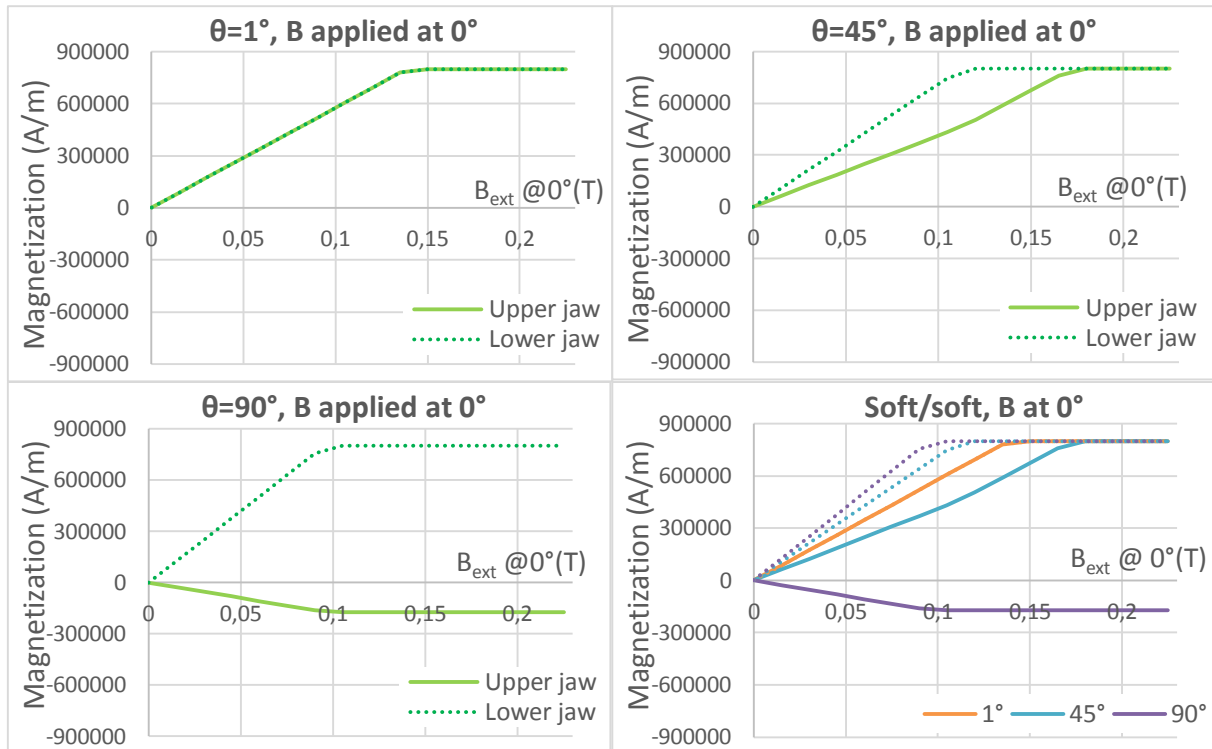 θ=1°, B applied at 0°
Magnetization (A/m)
900000
600000
300000
0
-300000
-600000
-900000
0
0,05
0,1
0,15
0,2
B_ext @0°(T)
Upper jaw
Lower jaw
θ=45°, B applied at 0°
Magnetization (A/m)
900000
600000
300000
0
-300000
-600000
-900000
0
0,05
0,1
0,15
0,2
B_ext @0°(T)
Upper jaw
Lower jaw
θ=90°, B applied at 0°
Magnetization (A/m)
900000
600000
300000
0
-300000
-600000
-900000
0
0,05
0,1
0,15
0,2
B_ext @0°(T)
Upper jaw
Lower jaw
Soft/soft, B at 0°
Magnetization (A/m)
900000
600000
300000
0
-300000
-600000
-900000
0
0,05
0,1
0,15
0,2
B_ext @ 0°(T)
1°
45°
90°